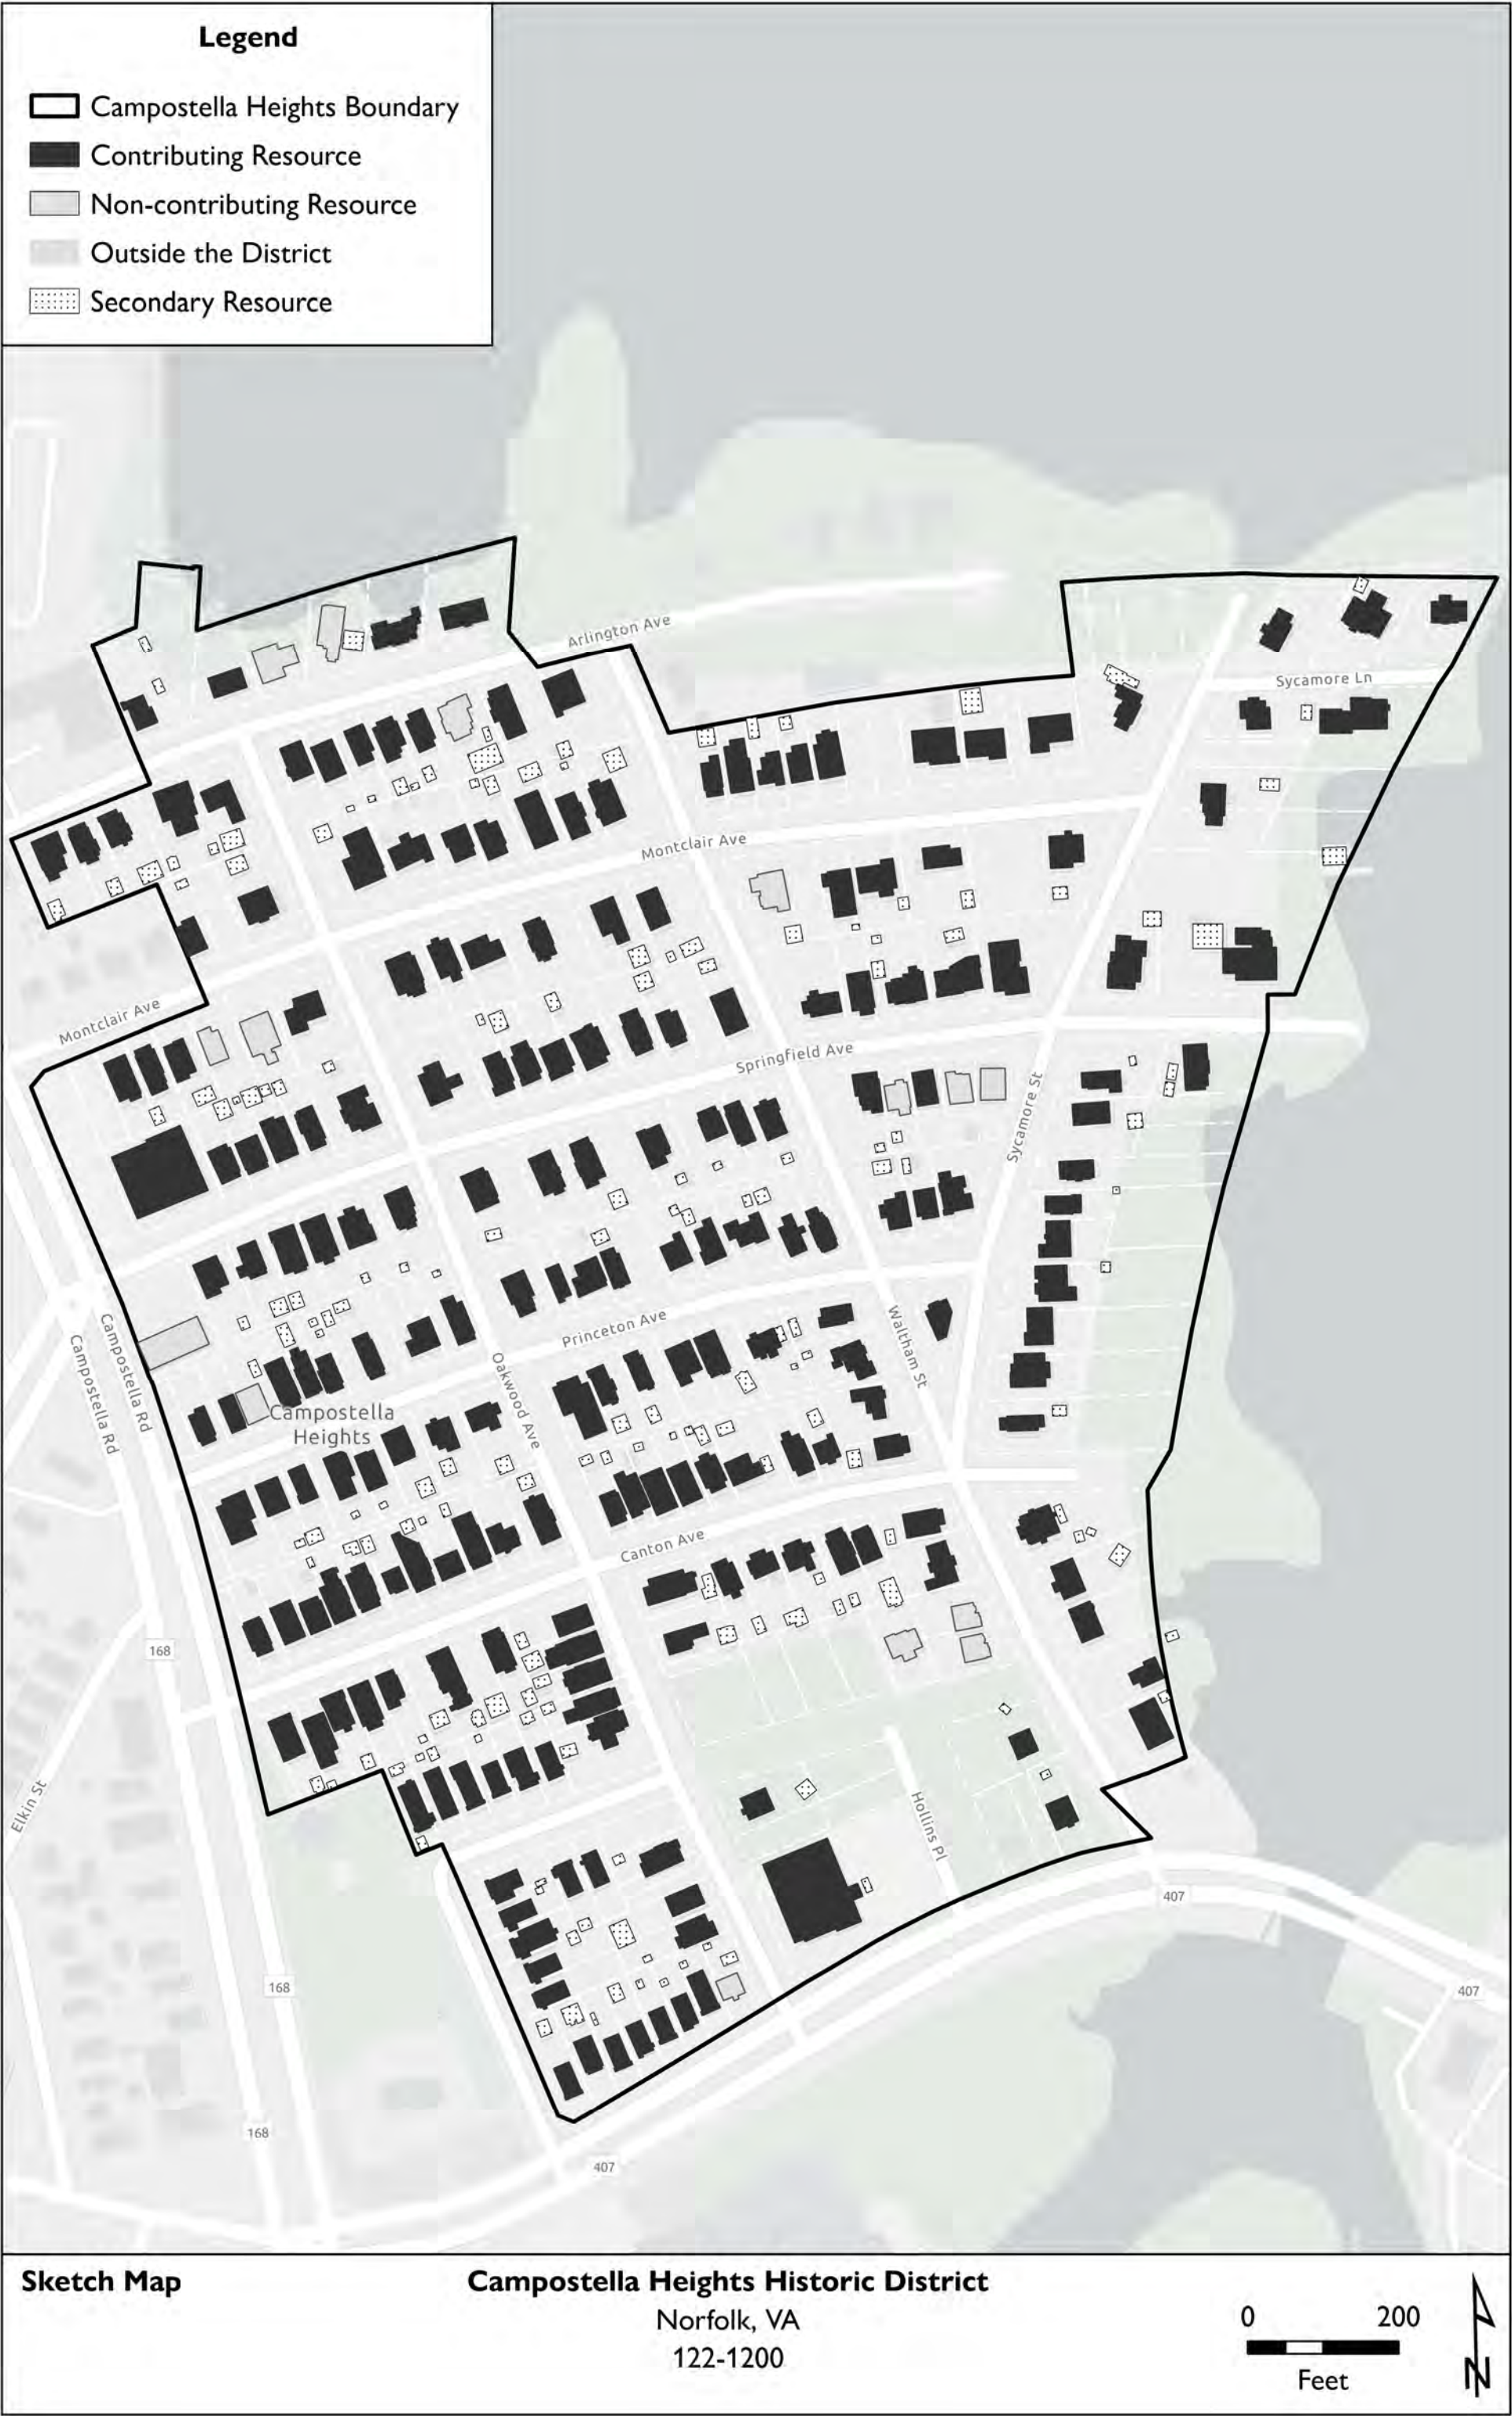 Legend
Campostella Heights Boundary
Contributing Resource
Non-contributing Resource
Outside the District
Secondary Resource
Arlington Ave
Sycamore Ln
Montclair Ave
Montclair Ave
Springfield Ave
Sycamore St
Campostella Rd
Campostella Rd
Princeton Ave
Waltham St
Oakwood Ave
Campostella
Heights
Canton Ave
168
Elkin St
Hollins Pl
407
168
407
168
407
Sketch Map
Campostella Heights Historic District
Norfolk, VA
122-1200
0 200
Feet
N